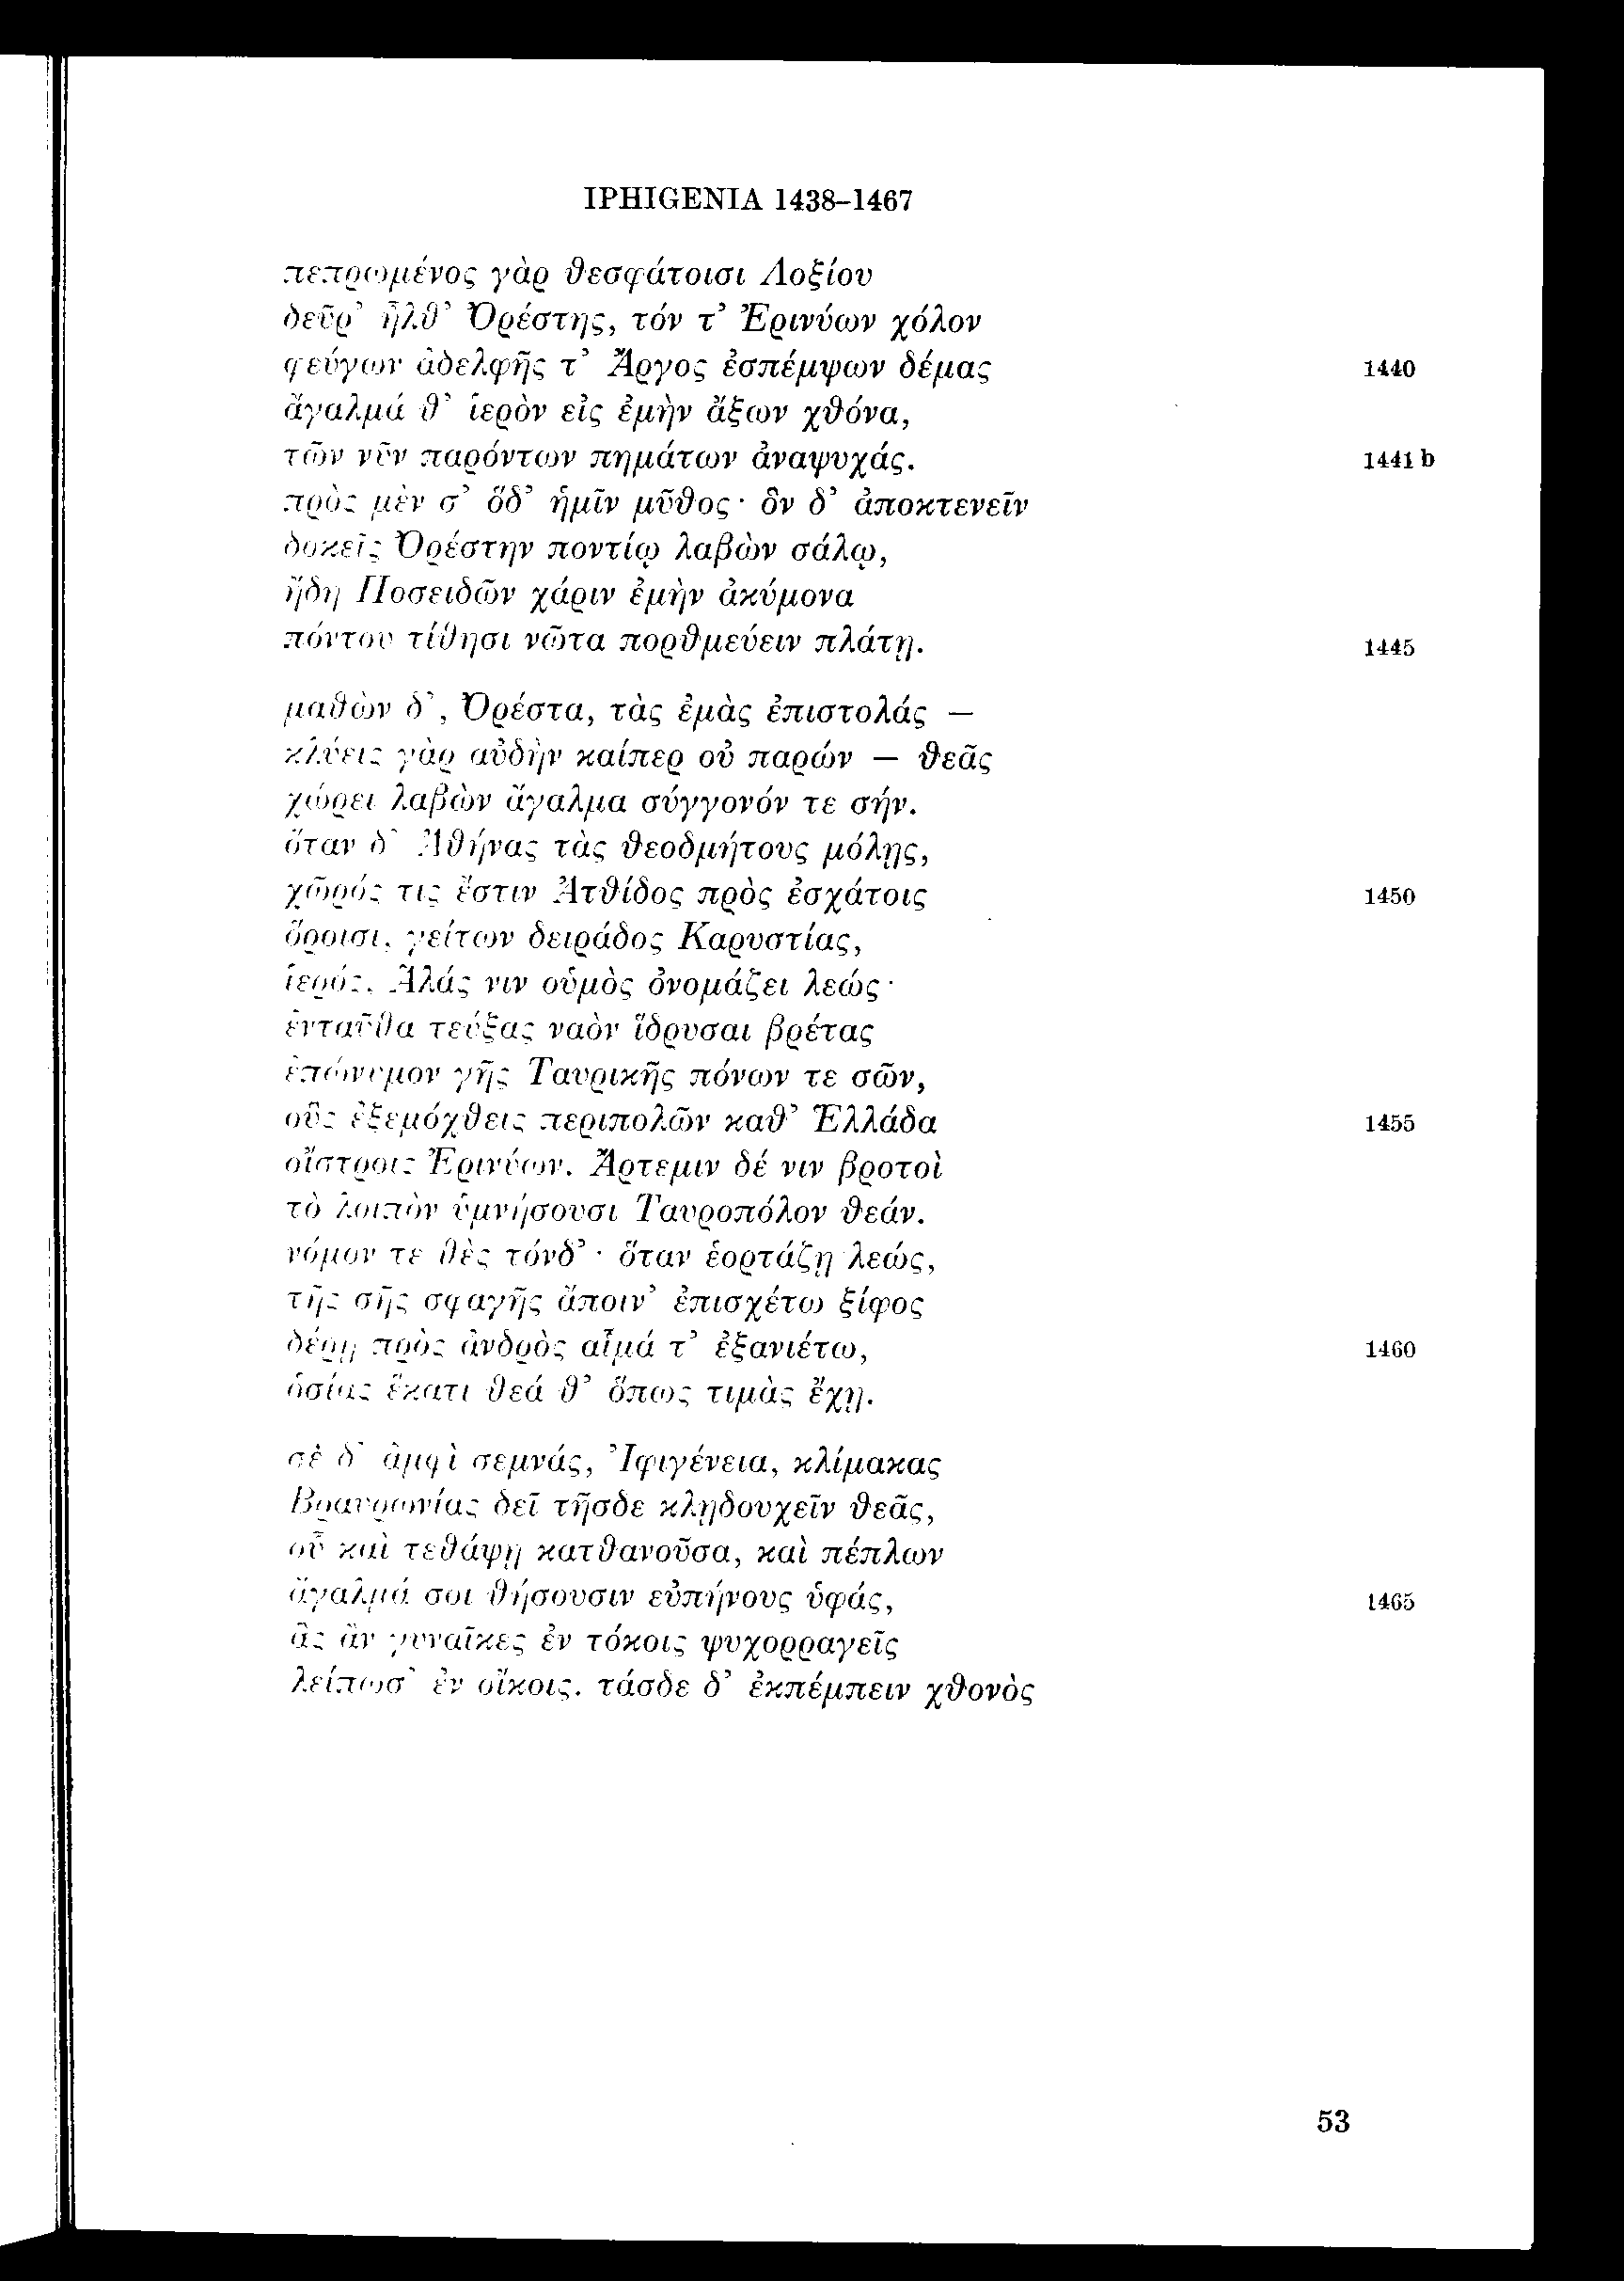 IPHIGENIA 1438–1467
πεπρωμένος γὰρ θεσφάτοισι Λοξίου
δεῦρ’ ἦλθ’ Ὀρέστης, τόν τ’ Ἐρινύων χόλον
φεύγων ἀδελφῆς τ’ Ἄργος ἐσπέμψων δέμας 1440
ἄγαλμά θ’ ἱερὸν εἰς ἐμὴν ἄξων χθόνα,
τῶν νῦν παρόντων πημάτων ἀναψυχάς. 1441 b
πρὸς μὲν σ’ ὅδ’ ἡμῖν μῦθος· ὃν δ’ ἀποκτενεῖν
δοκεῖς Ὀρέστην ποντίῳ λαβὼν σάλῳ,
ἤδη Ποσειδῶν χάριν ἐμὴν ἀκύμονα
πόντου τίθησι νῶτα πορθμεύειν πλάτῃ. 1445
μαθὼν δ’, Ὀρέστα, τὰς ἐμὰς ἐπιστολάς –
κλύεις γὰρ αὐδὴν καίπερ οὐ παρών – θεᾶς
χώρει λαβὼν ἄγαλμα σύγγονόν τε σήν.
ὅταν δ’ Ἀθήνας τὰς θεοδμήτους μόλῃς,
χῶρός τις ἔστιν Ἀτθίδος πρὸς ἐσχάτοις 1450
ὅροισι, γείτων δειράδος Καρυστίας,
ἱερός, Ἁλάς νιν οὑμὸς ὀνομάζει λεώς·
ἐνταῦθα τεύξας ναὸν ἵδρυσαι βρέτας
ἐπώνυμον γῆς Ταυρικῆς πόνων τε σῶν,
οὓς ἐξεμόχθεις περιπολῶν καθ’ Ἑλλάδα 1455
οἴστροις Ἐρινύων. Ἄρτεμιν δέ νιν βροτοὶ
τὸ λοιπὸν ὑμνήσουσι Ταυροπόλον θεάν.
νόμον τε θὲς τόνδ’· ὅταν ἑορτάζῃ λεώς,
τῆς σῆς σφαγῆς ἄποιν’ ἐπισχέτω ξίφος
δέρῃ πρὸς ἀνδρὸς αἷμά τ’ ἐξανιέτω, 1460
ὁσίας ἕκατι θεά θ’ ὅπως τιμὰς ἔχῃ.
σὲ δ’ ἀμφὶ σεμνάς, Ἰφιγένεια, κλίμακας
Βραυρωνίας δεῖ τῆσδε κλῃδουχεῖν θεᾶς,
οὗ καὶ τεθάψῃ κατθανοῦσα, καὶ πέπλων
ἄγαλμά σοι θήσουσιν εὐπήνους ὑφάς, 1465
ἃς ἂν γυναῖκες ἐν τόκοις ψυχορραγεῖς
λείπωσ’ ἐν οἴκοις. τάσδε δ’ ἐκπέμπειν χθονὸς
53